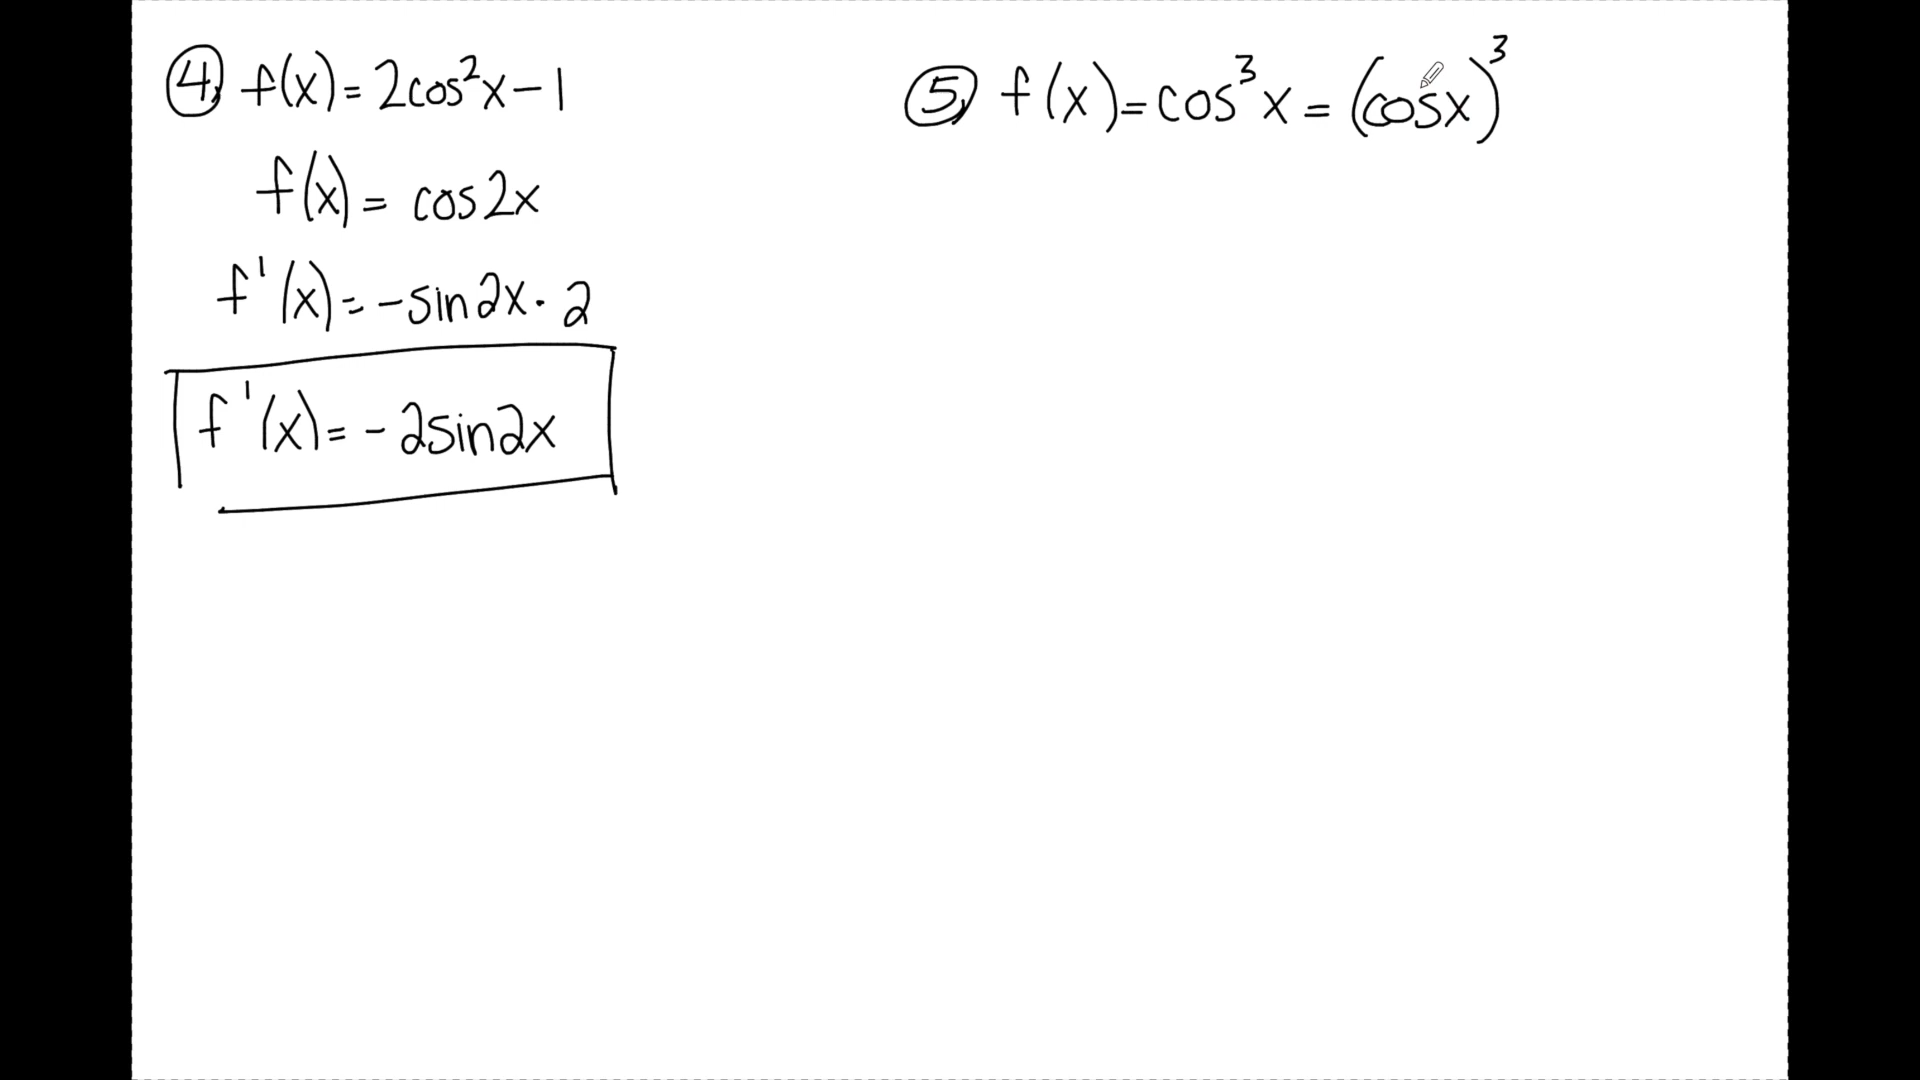 4. f(x) = 2cos²x - 1
f(x) = cos2x
f'(x) = -sin2x · 2
f'(x) = -2sin2x
5. f(x) = cos³x = (cosx)³